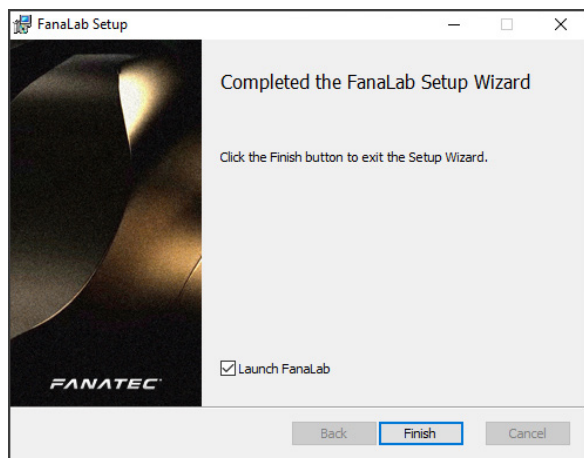 FanaLab Setup
Completed the FanaLab Setup Wizard
Click the Finish button to exit the Setup Wizard.
FANATEC
Launch FanaLab
Back Finish Cancel